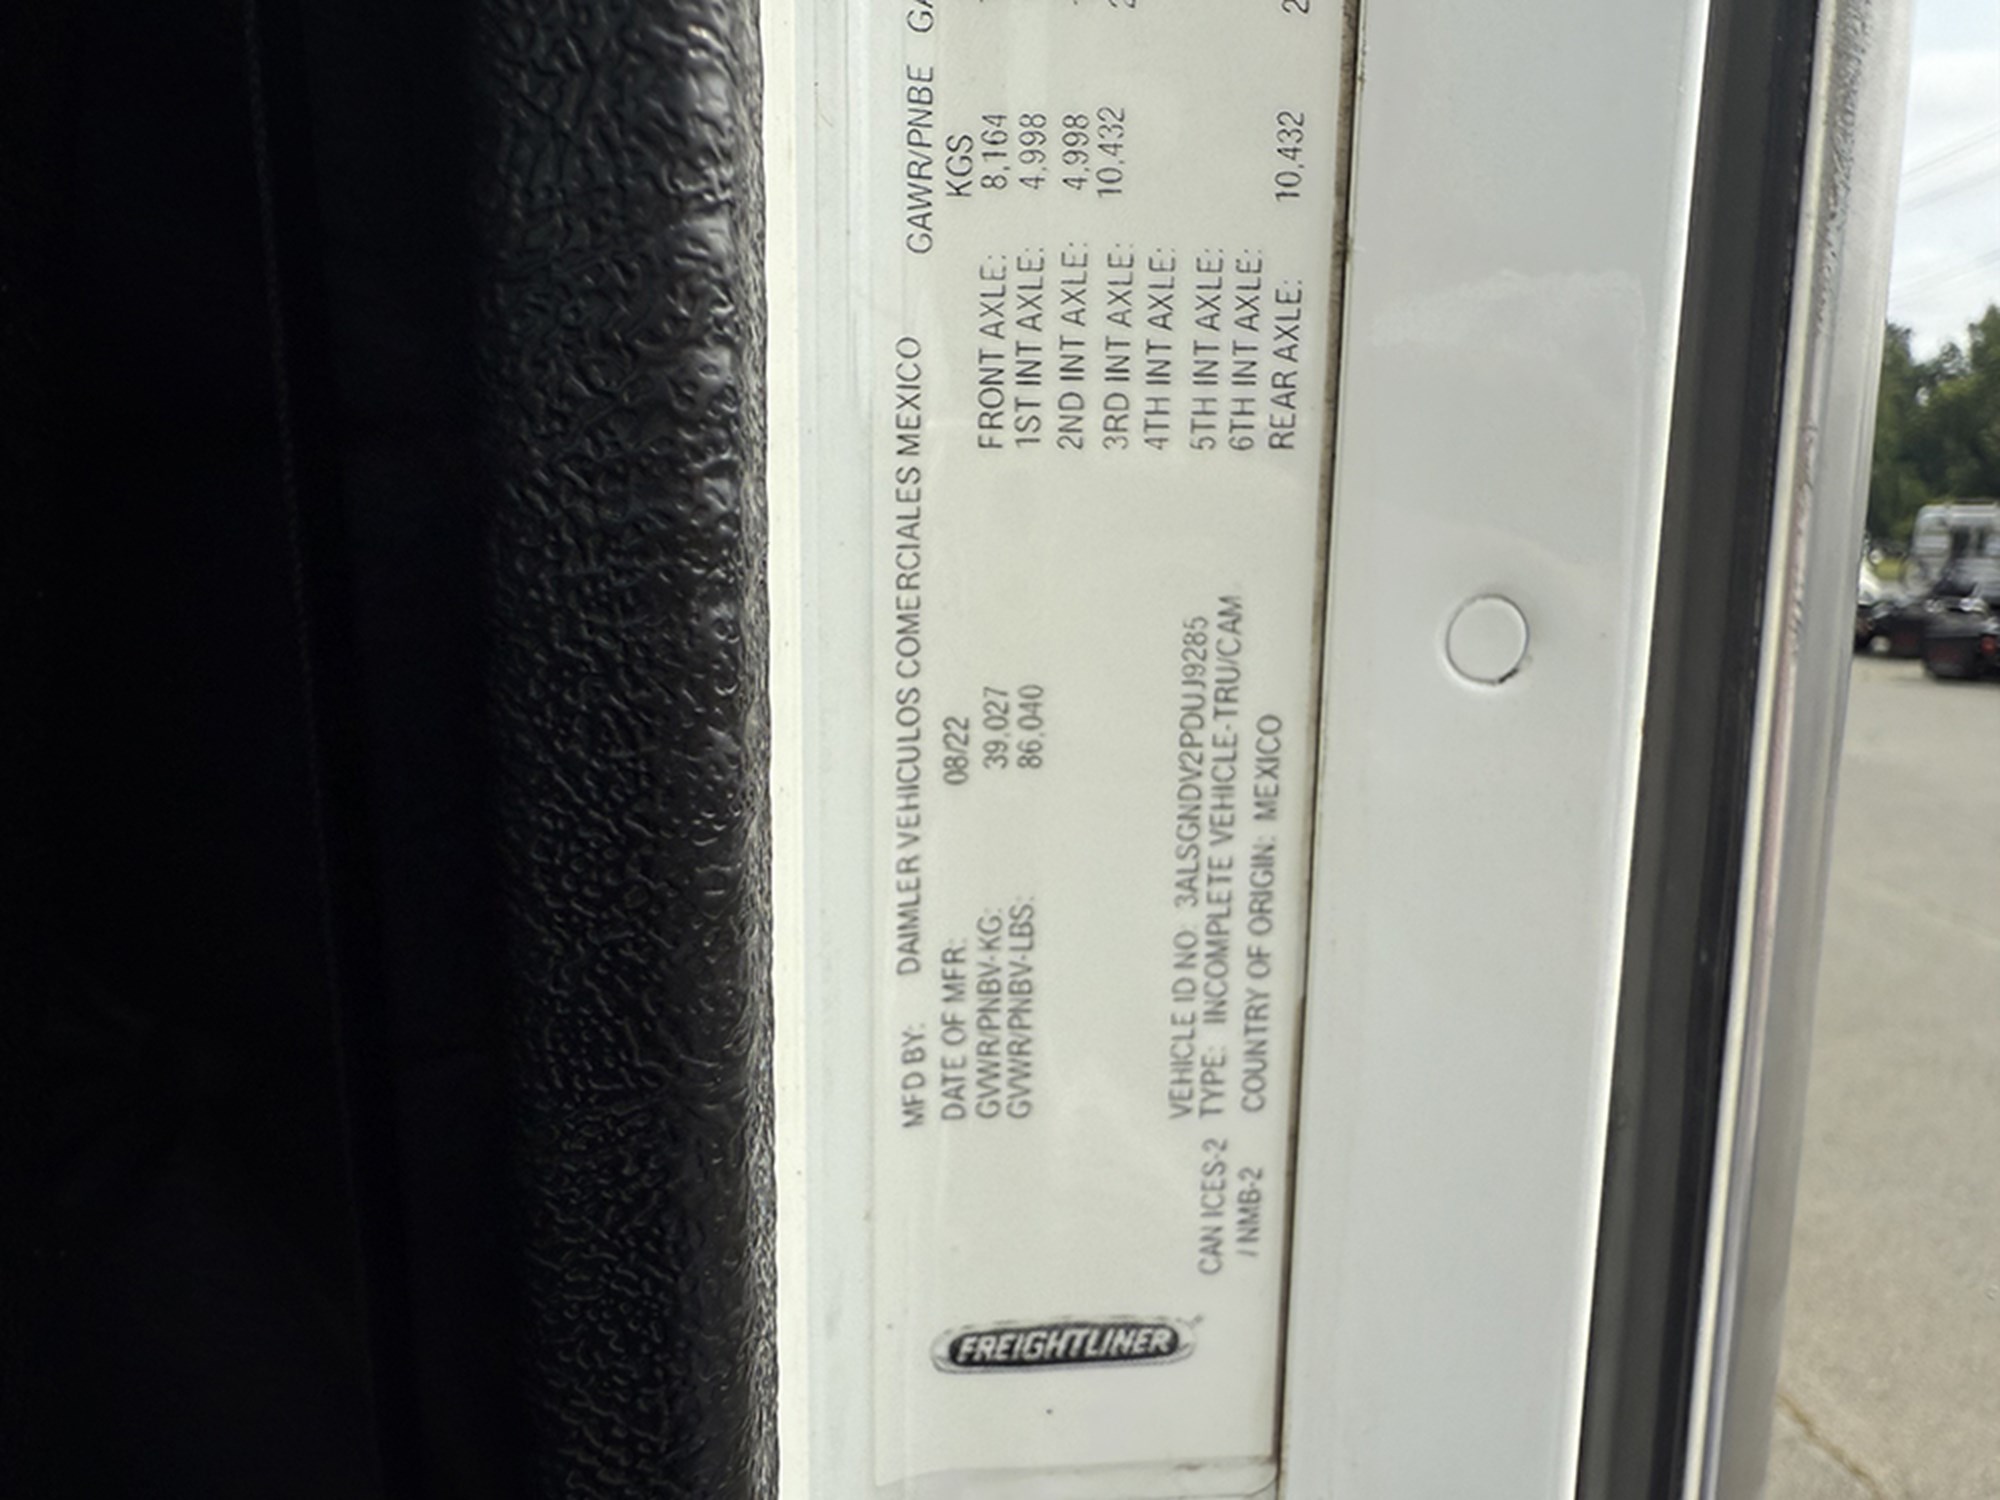 MFD BY: DAIMLER VEHICULOS COMERCIALES MEXICO
DATE OF MFR: 08/22
GVWR/PNBV-KG: 39,027
GVWR/PNBV-LBS: 86,040
GAWR/PNBE
KGS
FRONT AXLE: 8,164
1ST INT AXLE: 4,998
2ND INT AXLE: 4,998
3RD INT AXLE: 10,432
4TH INT AXLE:
5TH INT AXLE:
6TH INT AXLE:
REAR AXLE: 10,432
VEHICLE ID NO: 3ALSGNDV2PDUJ9285
CAN ICES-2 TYPE: INCOMPLETE VEHICLE-TRU/CAM
/ NMB-2 COUNTRY OF ORIGIN: MEXICO
FREIGHTLINER